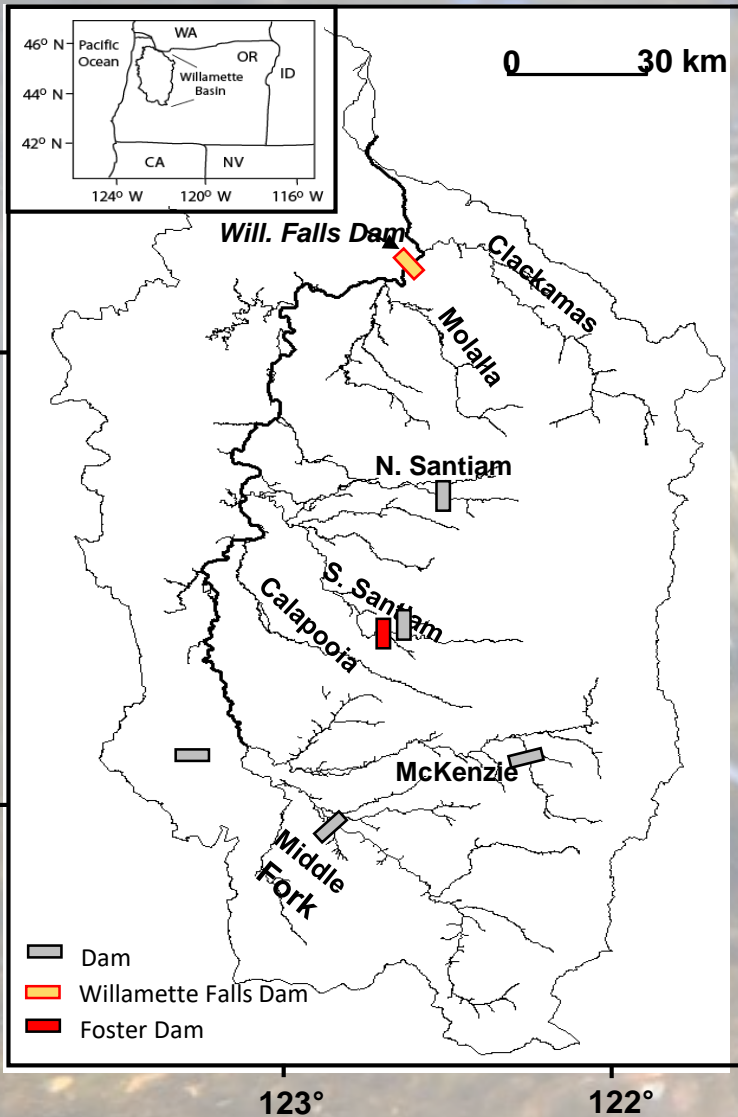 46° N
44° N
42° N
Pacific
Ocean
WA
OR
ID
Willamette
Basin
CA
NV
124° W
120° W
116° W
0
30 km
Will. Falls Dam
Clackamas
Molalla
N. Santiam
S. Santiam
Calapooia
McKenzie
Middle
Fork
Dam
Willamette Falls Dam
Foster Dam
123°
122°